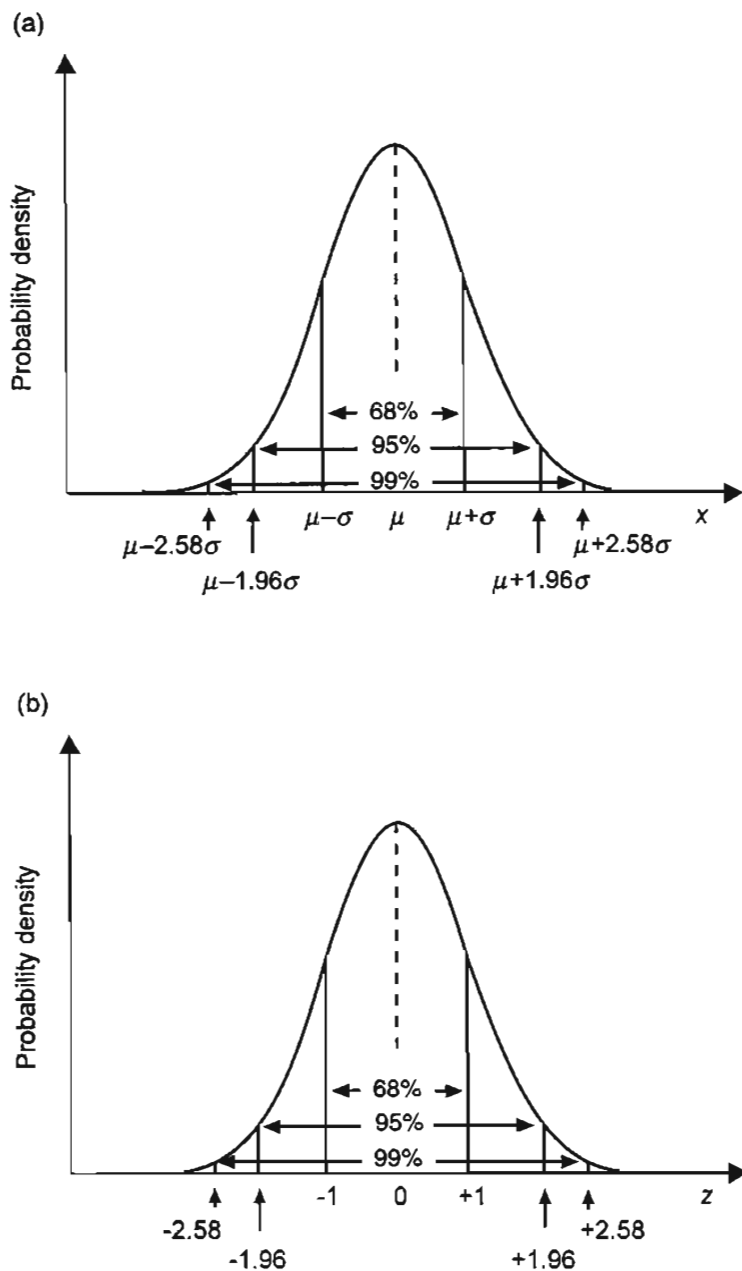 (a)
Probability density
68%
95%
99%
μ−σ μ μ+σ x
μ−2.58σ μ+2.58σ
μ−1.96σ μ+1.96σ
(b)
Probability density
68%
95%
99%
-1 0 +1 z
-2.58 +2.58
-1.96 +1.96